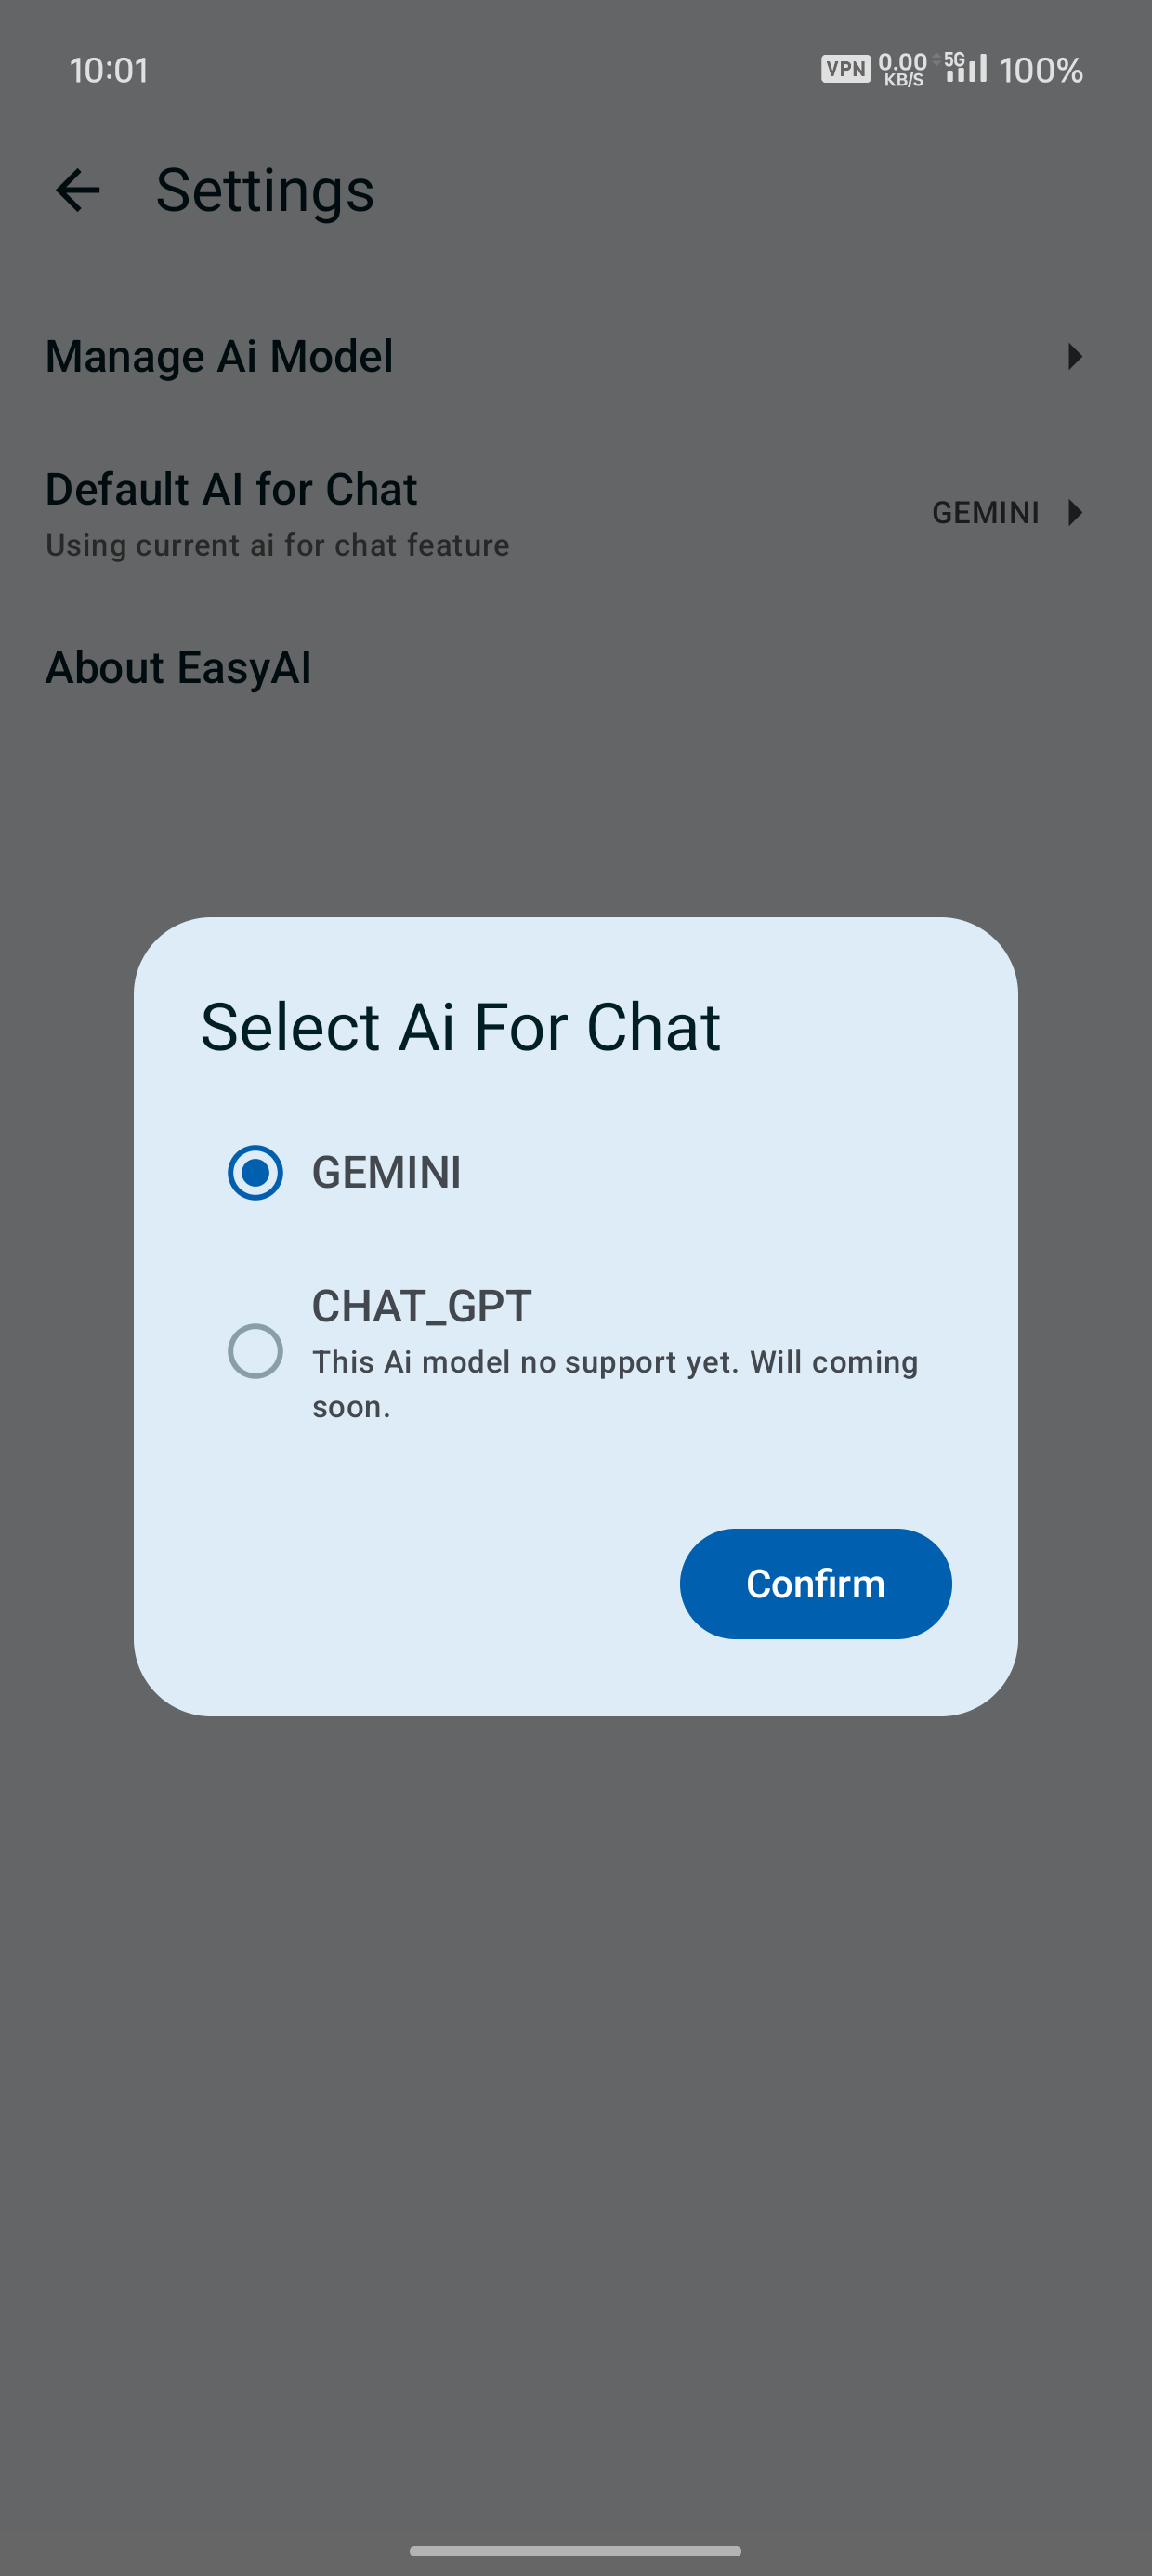 10:01
VPN 0.00 KB/S 5G 100%
Settings
Manage Ai Model
Default AI for Chat
GEMINI
Using current ai for chat feature
About EasyAI
Select Ai For Chat
GEMINI
CHAT_GPT
This Ai model no support yet. Will coming
soon.
Confirm